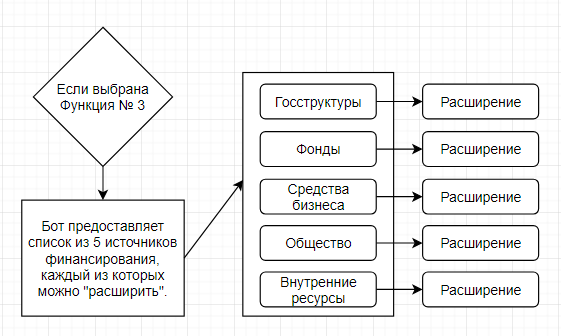 Если выбрана
Функция № 3
Бот предоставляет
список из 5 источников
финансирования,
каждый из которых
можно "расширить".
Госструктуры
Расширение
Фонды
Расширение
Средства
бизнеса
Расширение
Общество
Расширение
Внутренние
ресурсы
Расширение